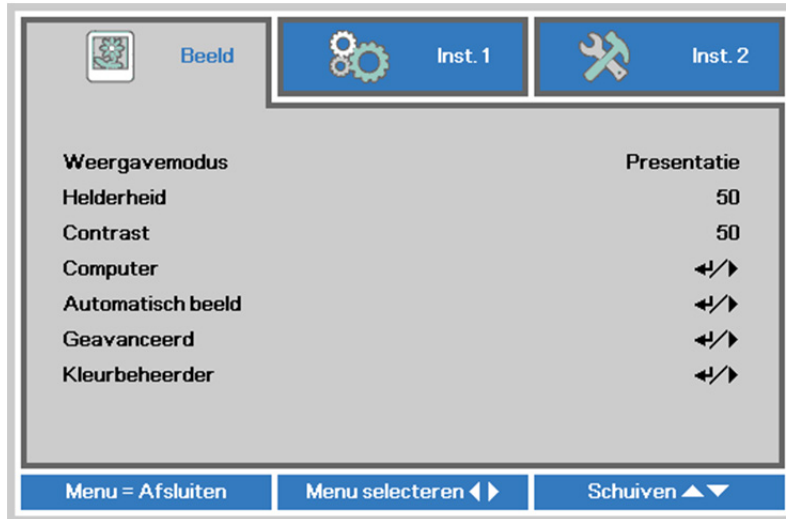 Beeld Inst. 1 Inst. 2
Weergavemodus Presentatie
Helderheid 50
Contrast 50
Computer
Automatisch beeld
Geavanceerd
Kleurbeheerder
Menu = Afsluiten Menu selecteren Schuiven